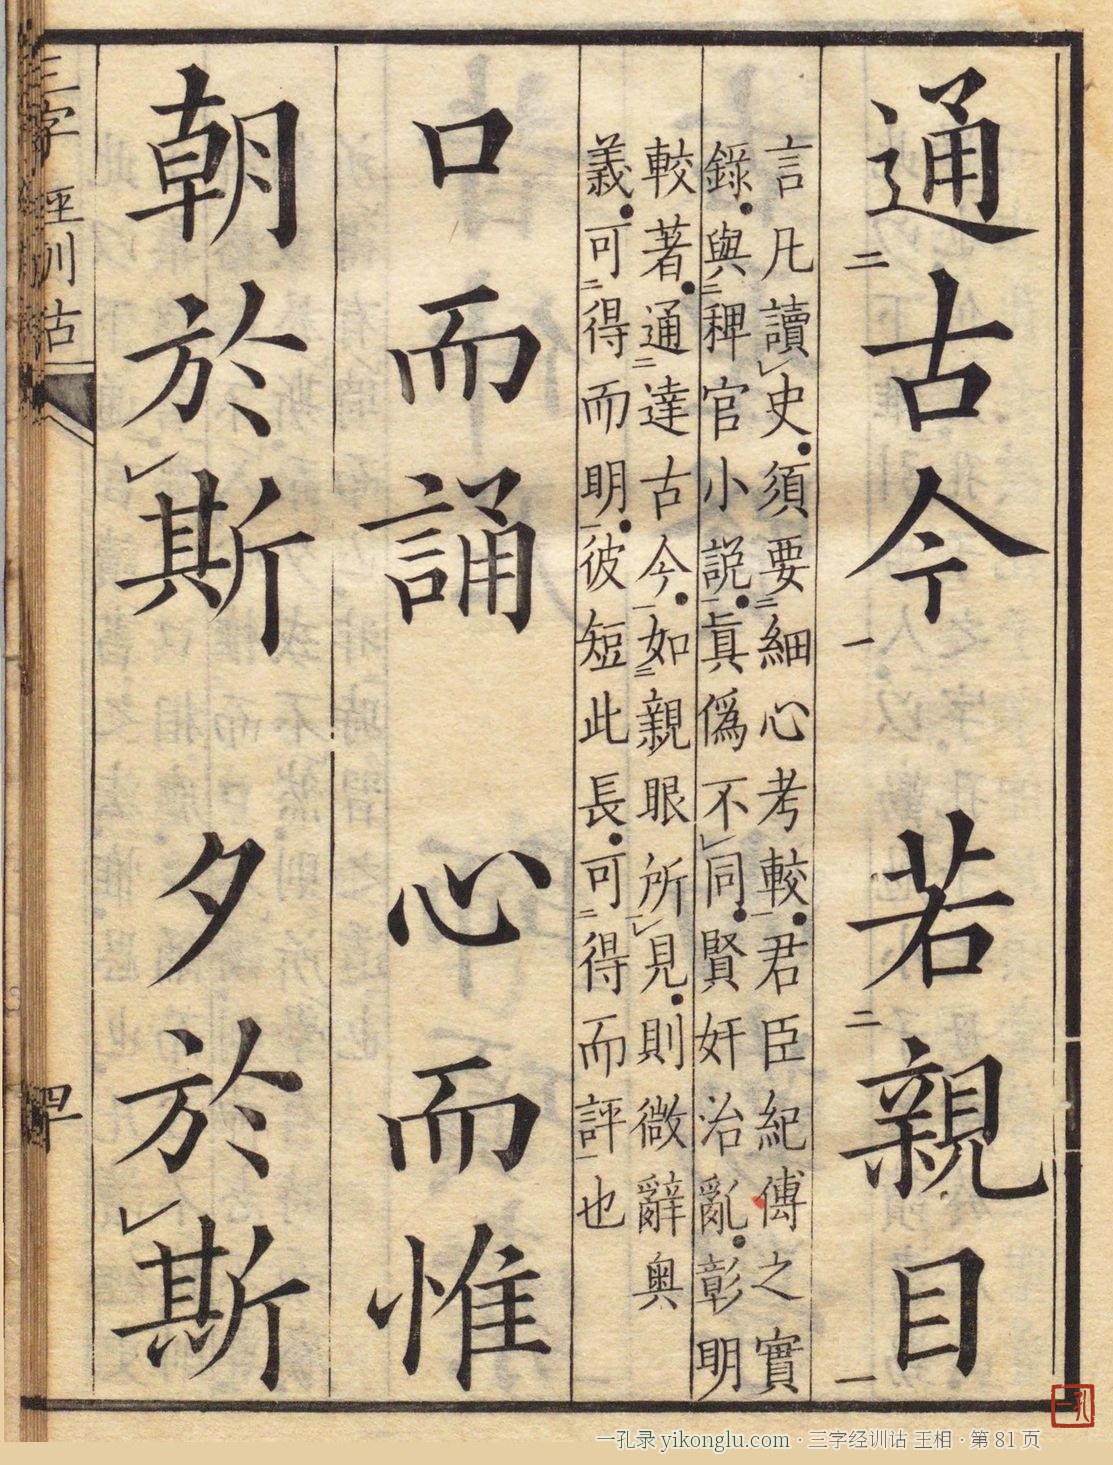 通古今若親目
言凡讀史須要細心考較君臣紀傳之實
錄與稗官小說真偽不同賢奸治亂彰明
較著通達古今如親眼所見則微辭奥
義可得而明彼短此長可得而評也
口而誦心而惟
朝於斯夕於斯
三字經訓詁
四十
一孔录 yikonglu.com · 三字经训诂 王相 · 第 81 页